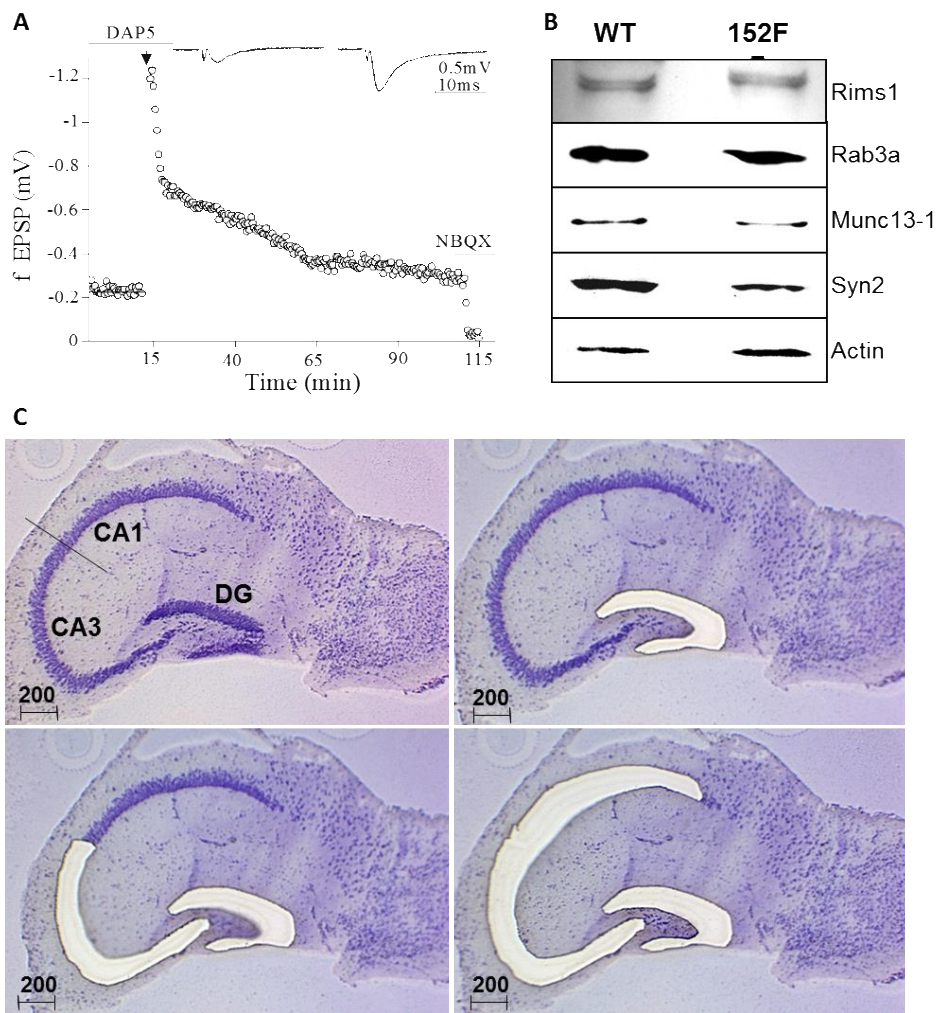 A
DAP5
0.5mV
10ms
-1.2
-1
-0.8
-0.6
-0.4
-0.2
0
f EPSP (mV)
NBQX
15 40 65 90 115
Time (min)
B
WT 152F
Rims1
Rab3a
Munc13-1
Syn2
Actin
C
CA1
DG
CA3
200
200
200
200